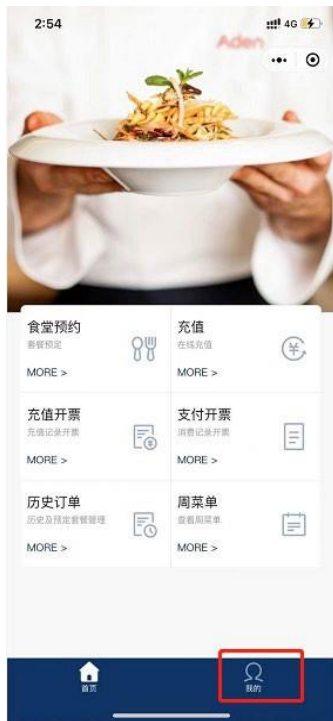 2:54
4G
Aden
食堂预约
套餐预定
MORE >
充值
在线充值
MORE >
充值开票
充值记录开票
MORE >
支付开票
消费记录开票
MORE >
历史订单
历史及预定套餐管理
MORE >
周菜单
查看周菜单
MORE >
首页
我的